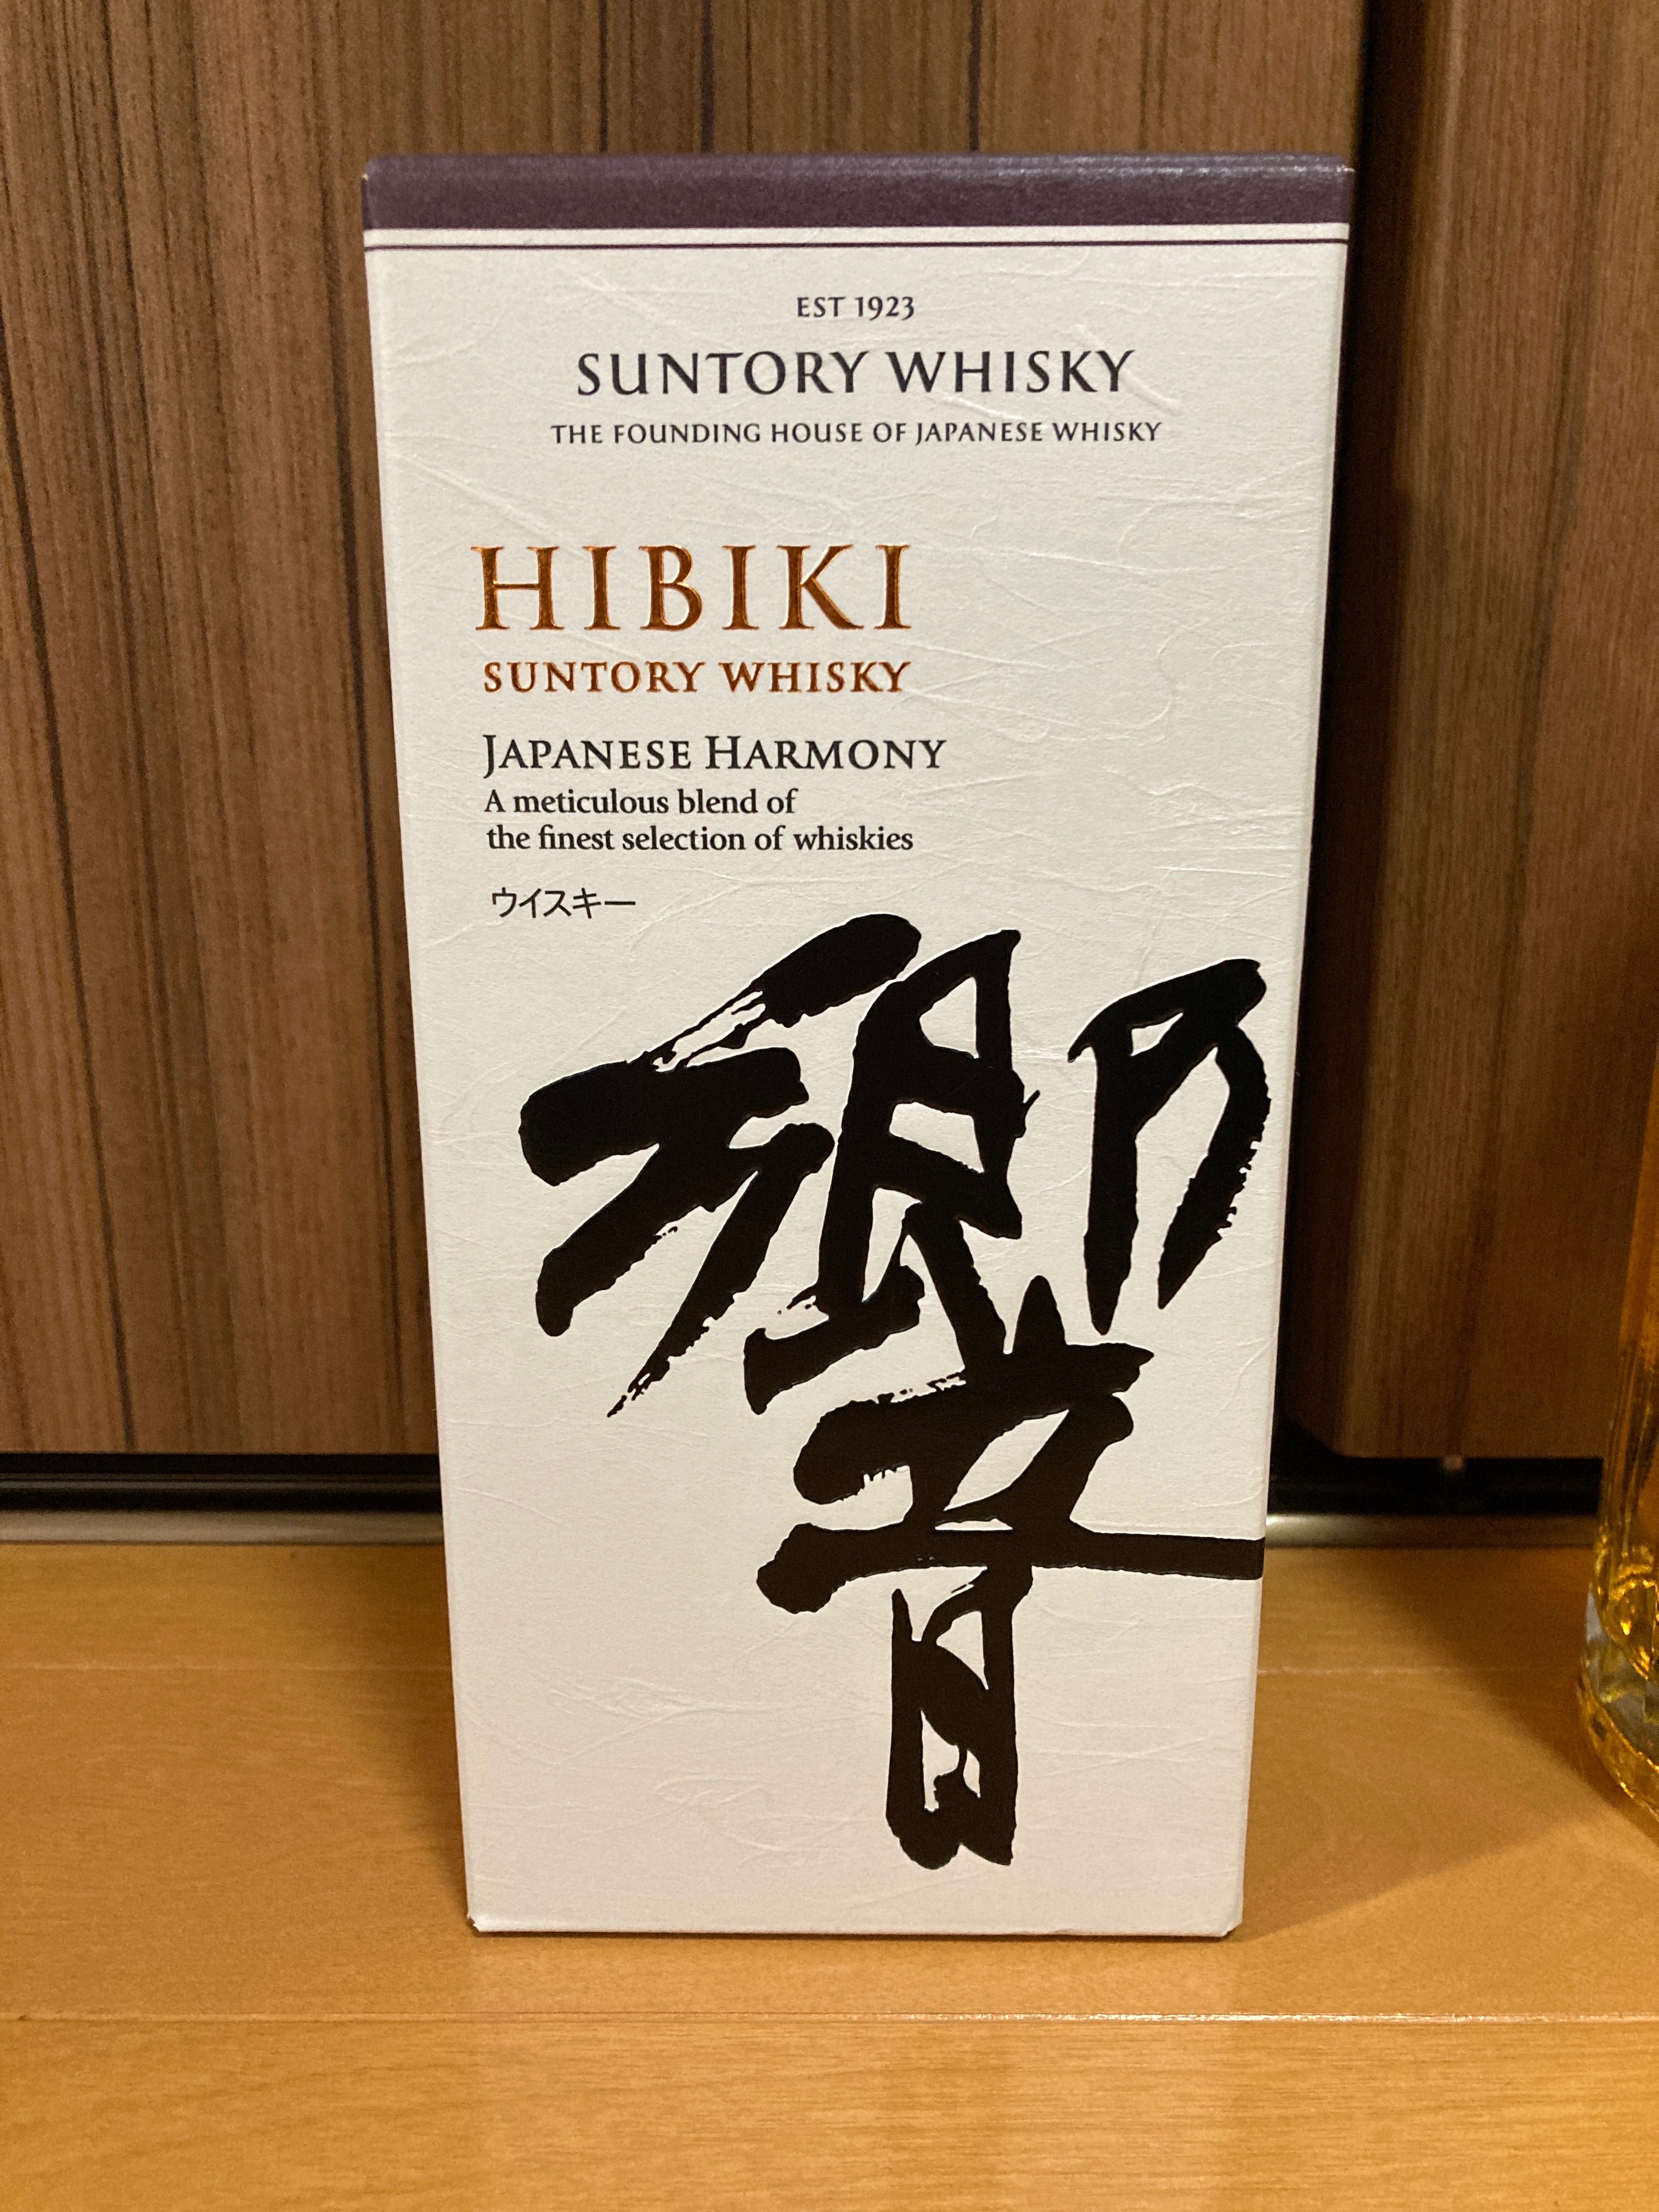 EST 1923
SUNTORY WHISKY
THE FOUNDING HOUSE OF JAPANESE WHISKY
HIBIKI
SUNTORY WHISKY
JAPANESE HARMONY
A meticulous blend of
the finest selection of whiskies
ウイスキー
響